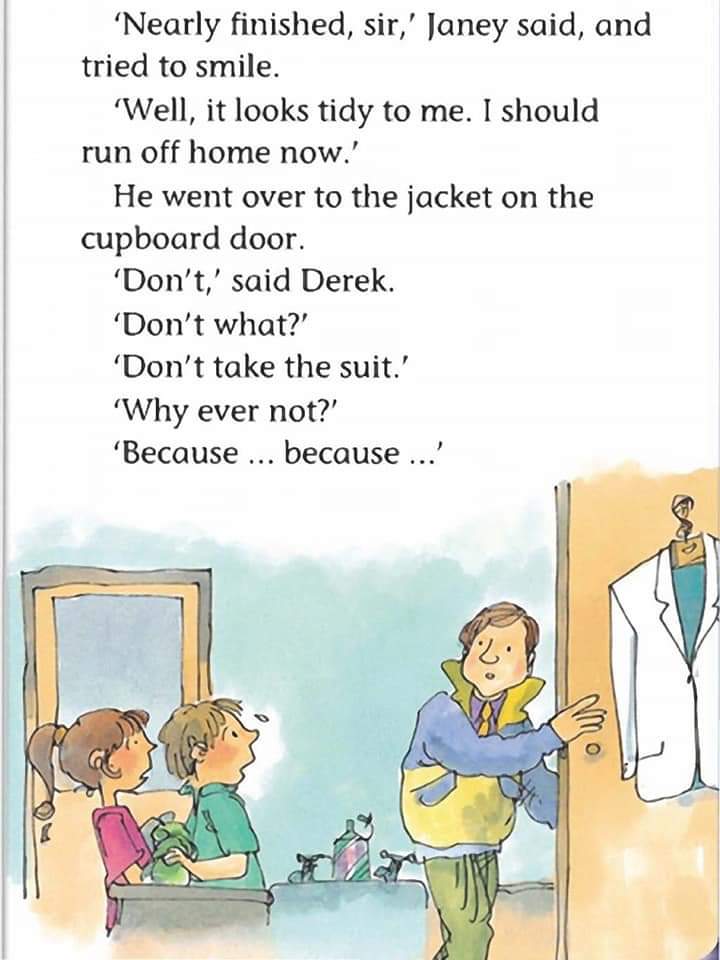 ‘Nearly finished, sir,’ Janey said, and
tried to smile.
‘Well, it looks tidy to me. I should
run off home now.’
He went over to the jacket on the
cupboard door.
‘Don’t,’ said Derek.
‘Don’t what?’
‘Don’t take the suit.’
‘Why ever not?’
‘Because ... because ...’